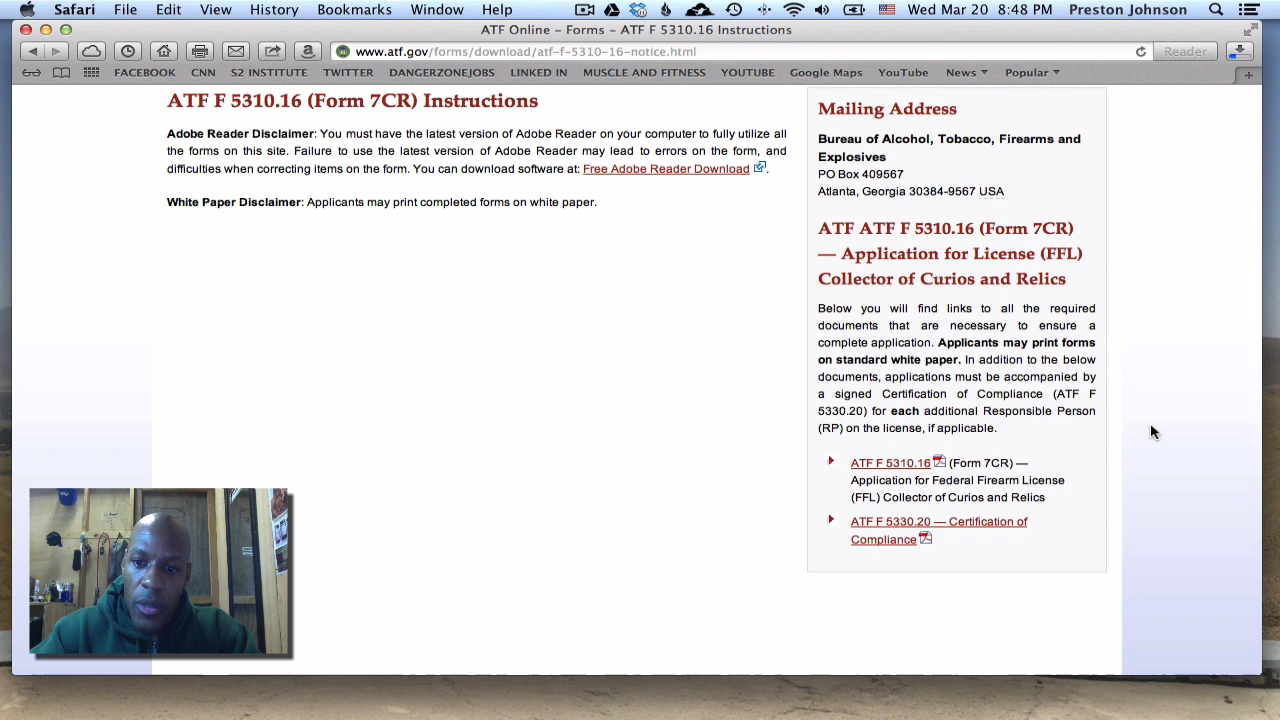 Safari File Edit View History Bookmarks Window Help Wed Mar 20 8:48 PM Preston Johnson
ATF Online – Forms – ATF F 5310.16 Instructions
www.atf.gov/forms/download/atf-f-5310-16-notice.html
Reader
FACEBOOK CNN S2 INSTITUTE TWITTER DANGERZONEJOBS LINKED IN MUSCLE AND FITNESS YOUTUBE Google Maps YouTube News Popular
ATF F 5310.16 (Form 7CR) Instructions
Adobe Reader Disclaimer: You must have the latest version of Adobe Reader on your computer to fully utilize all
the forms on this site. Failure to use the latest version of Adobe Reader may lead to errors on the form, and
difficulties when correcting items on the form. You can download software at: Free Adobe Reader Download.
White Paper Disclaimer: Applicants may print completed forms on white paper.
Mailing Address
Bureau of Alcohol, Tobacco, Firearms and
Explosives
PO Box 409567
Atlanta, Georgia 30384-9567 USA
ATF ATF F 5310.16 (Form 7CR)
— Application for License (FFL)
Collector of Curios and Relics
Below you will find links to all the required
documents that are necessary to ensure a
complete application. Applicants may print forms
on standard white paper. In addition to the below
documents, applications must be accompanied by
a signed Certification of Compliance (ATF F
5330.20) for each additional Responsible Person
(RP) on the license, if applicable.
ATF F 5310.16 (Form 7CR) —
Application for Federal Firearm License
(FFL) Collector of Curios and Relics
ATF F 5330.20 — Certification of
Compliance